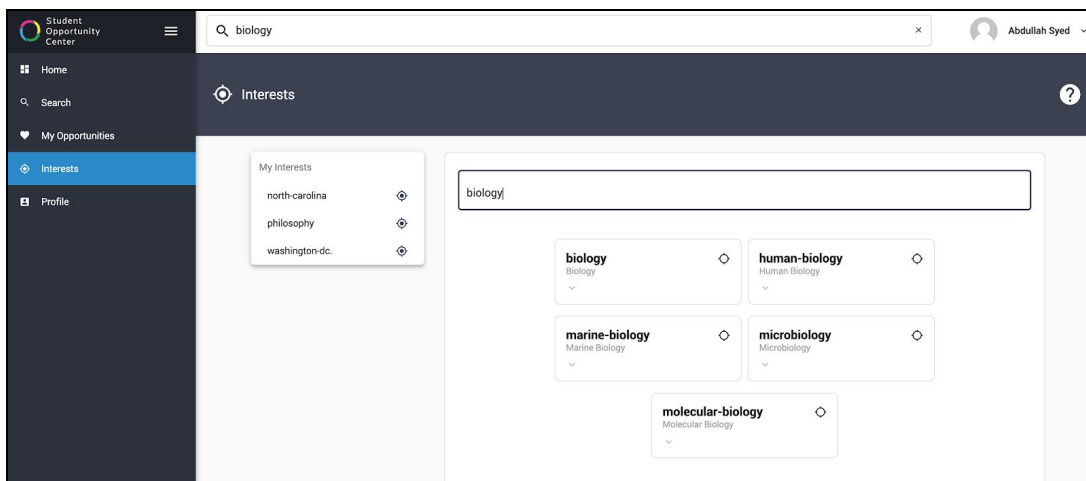 Student
Opportunity
Center
biology
Abdullah Syed
Home
Search
My Opportunities
Interests
Profile
Interests
?
My Interests
north-carolina
philosophy
washington-dc.
biology
biology
Biology
human-biology
Human Biology
marine-biology
Marine Biology
microbiology
Microbiology
molecular-biology
Molecular Biology